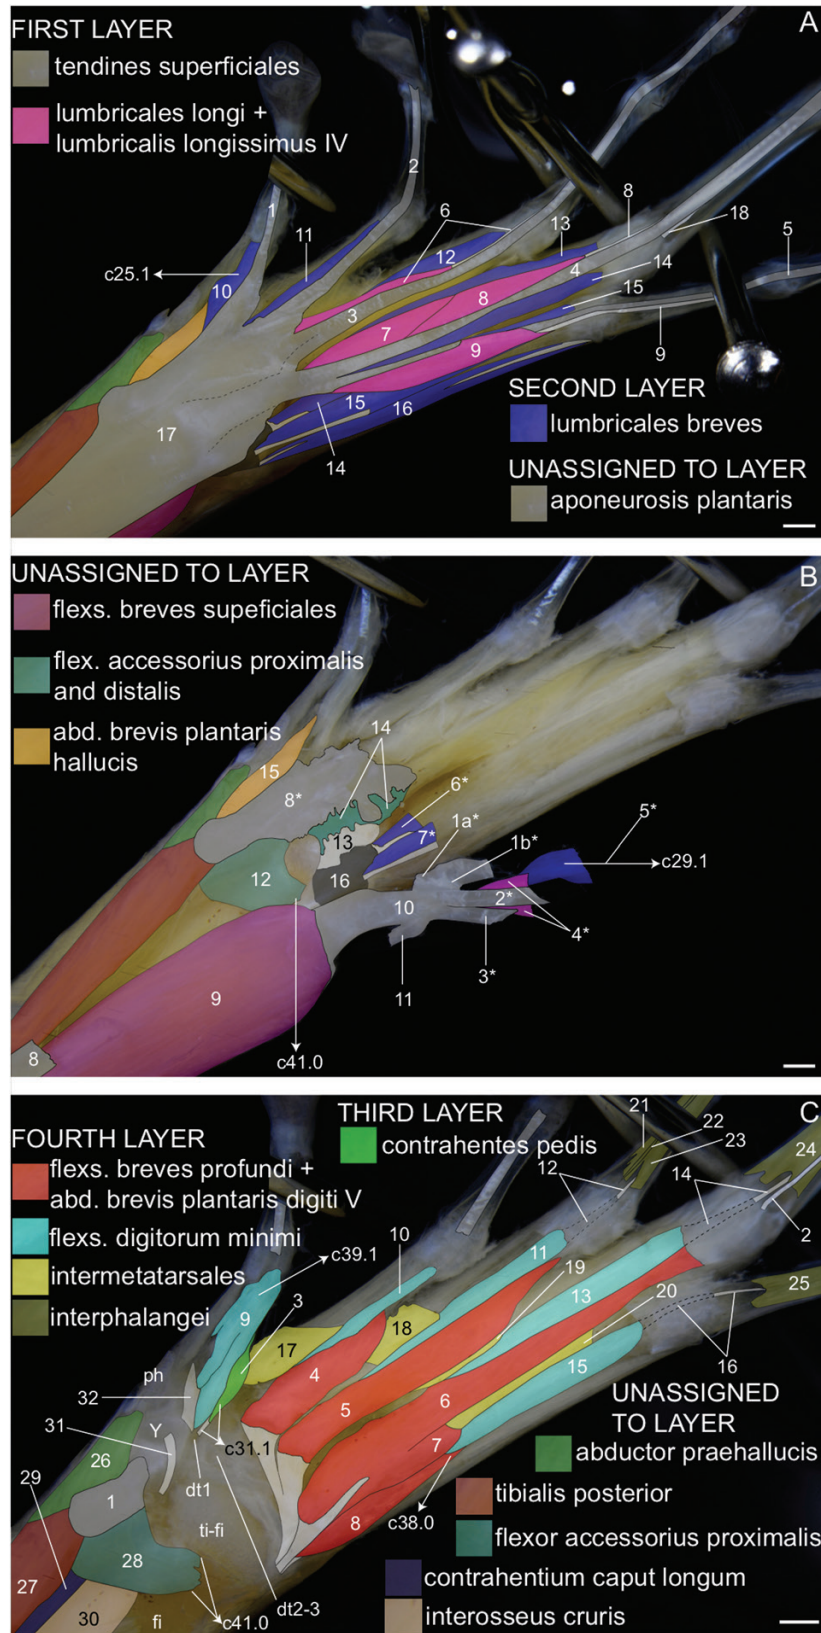 A
FIRST LAYER
tendines superficiales
lumbricales longi +
lumbricalis longissimus IV
1
2
6
8
18
5
11
12
13
4
14
c25.1
10
15
3
8
7
9
9
SECOND LAYER
lumbricales breves
15
16
17
14
UNASSIGNED TO LAYER
aponeurosis plantaris
B
UNASSIGNED TO LAYER
flexs. breves supeficiales
flex. accessorius proximalis
and distalis
abd. brevis plantaris
hallucis
14
15
8*
6*
1a*
1b*
5*
13
7*
c29.1
12
16
10
2*
4*
3*
11
9
8
c41.0
C
THIRD LAYER
contrahentes pedis
FOURTH LAYER
flexs. breves profundi +
abd. brevis plantaris digiti V
flexs. digitorum minimi
intermetatarsales
interphalangei
21
22
23
24
12
14
2
10
c39.1
11
19
3
9
13
20
25
17
18
4
15
16
ph
32
5
6
31
Y
c31.1
7
UNASSIGNED
TO LAYER
abductor praehallucis
26
29
dt1
1
8
c38.0
tibialis posterior
ti-fi
flexor accessorius proximalis
28
27
dt2-3
contrahentium caput longum
30
fi
c41.0
interosseus cruris